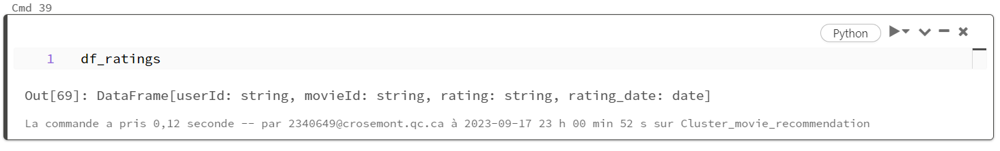 Cmd 39
Python
1 df_ratings
Out[69]: DataFrame[userId: string, movieId: string, rating: string, rating_date: date]
La commande a pris 0,12 seconde -- par 2340649@crosemont.qc.ca à 2023-09-17 23 h 00 min 52 s sur Cluster_movie_recommendation